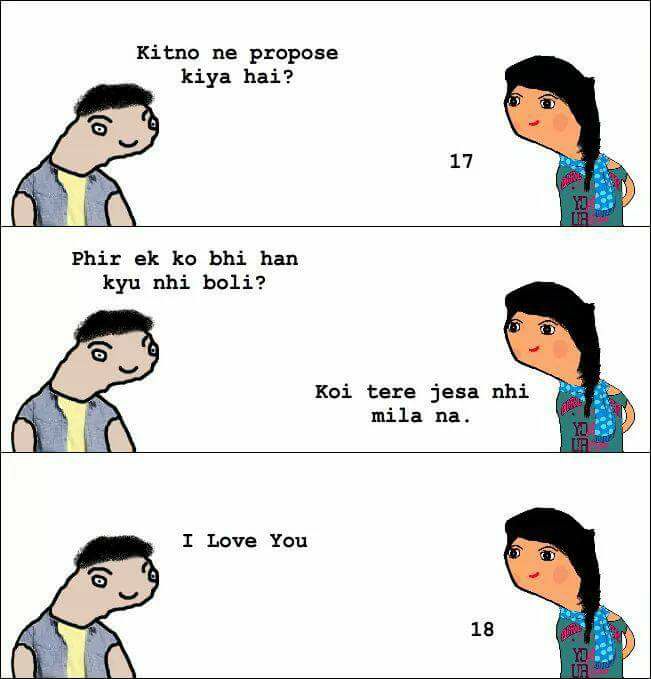 Kitno ne propose
kiya hai?
17
Phir ek ko bhi han
kyu nhi boli?
Koi tere jesa nhi
mila na.
I Love You
18